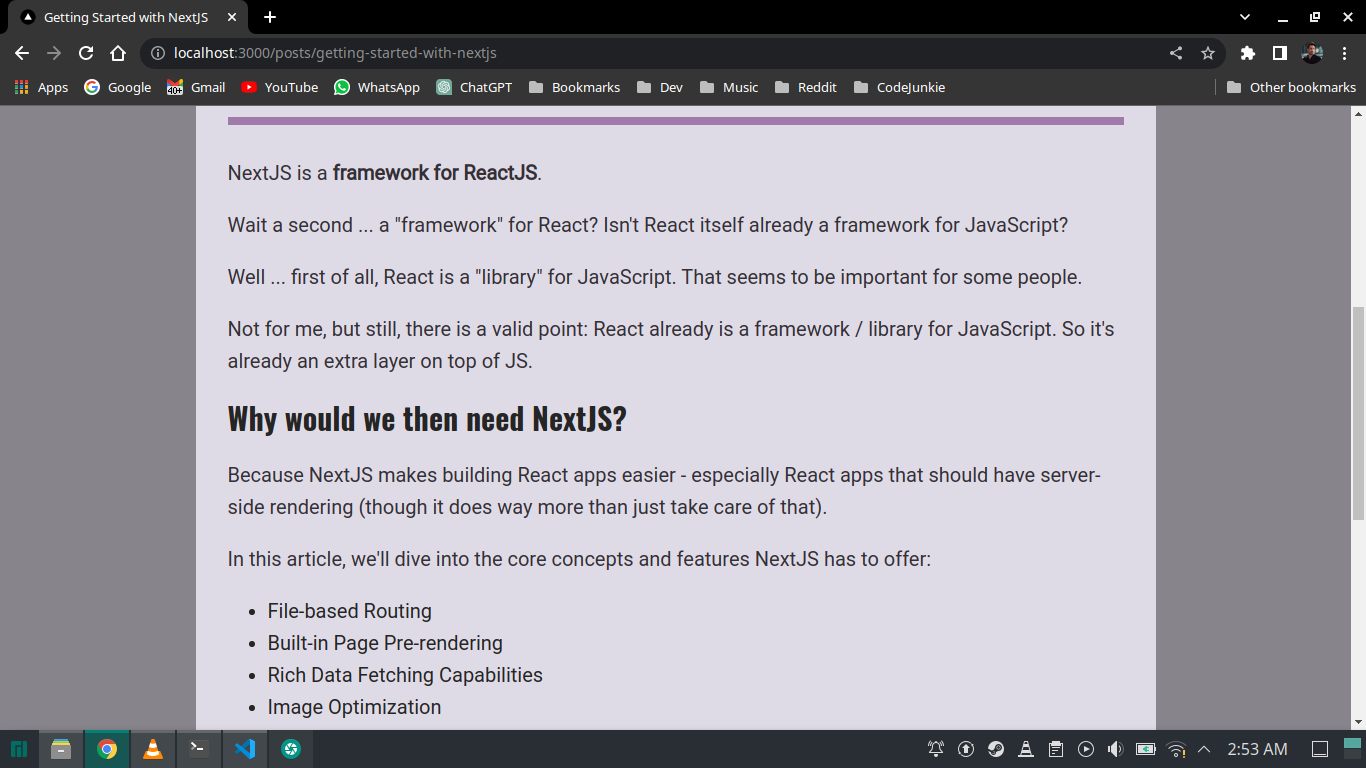 Getting Started with NextJS
localhost:3000/posts/getting-started-with-nextjs
Apps Google 40+ Gmail YouTube WhatsApp ChatGPT Bookmarks Dev Music Reddit CodeJunkie Other bookmarks
NextJS is a framework for ReactJS.
Wait a second ... a "framework" for React? Isn't React itself already a framework for JavaScript?
Well ... first of all, React is a "library" for JavaScript. That seems to be important for some people.
Not for me, but still, there is a valid point: React already is a framework / library for JavaScript. So it's
already an extra layer on top of JS.
Why would we then need NextJS?
Because NextJS makes building React apps easier - especially React apps that should have server-
side rendering (though it does way more than just take care of that).
In this article, we'll dive into the core concepts and features NextJS has to offer:
• File-based Routing
• Built-in Page Pre-rendering
• Rich Data Fetching Capabilities
• Image Optimization
2:53 AM